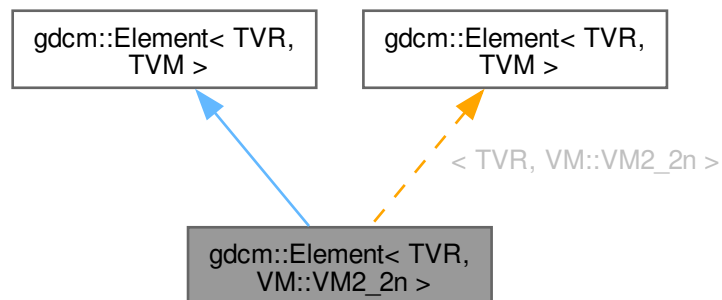 gdcm::Element< TVR,
TVM >
gdcm::Element< TVR,
TVM >
< TVR, VM::VM2_2n >
gdcm::Element< TVR,
VM::VM2_2n >